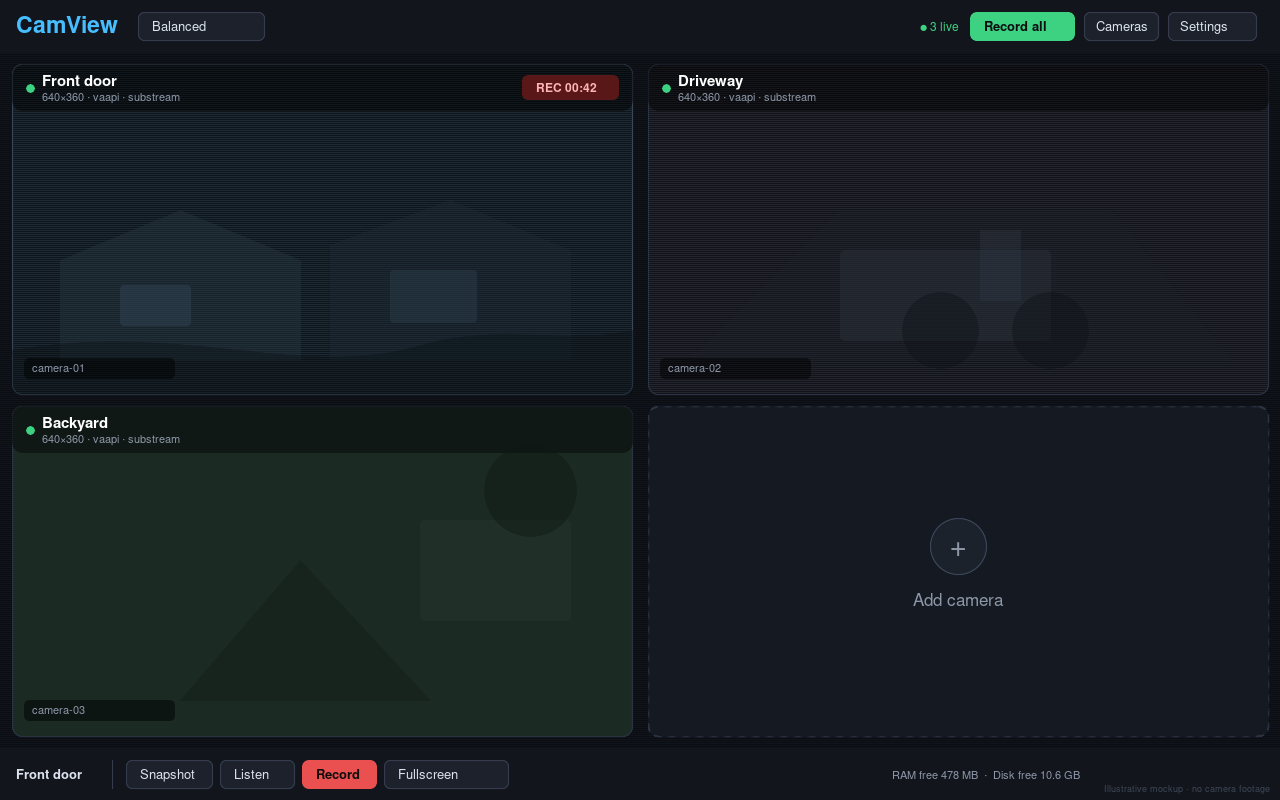 CamView
Balanced
● 3 live
Record all
Cameras
Settings
Front door
640×360 · vaapi · substream
REC 00:42
Driveway
640×360 · vaapi · substream
camera-01
camera-02
Backyard
640×360 · vaapi · substream
+
Add camera
camera-03
Front door
Snapshot
Listen
Record
Fullscreen
RAM free 478 MB · Disk free 10.6 GB
Illustrative mockup · no camera footage